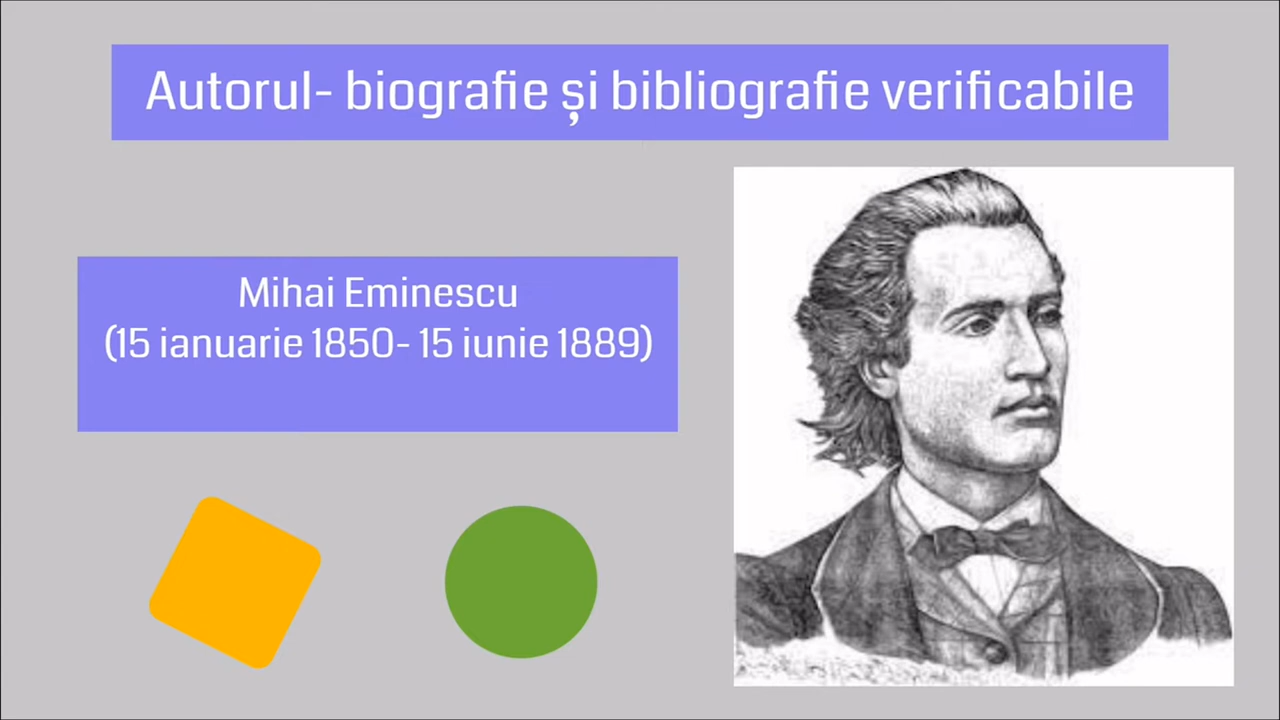 Autorul- biografie și bibliografie verificabile
Mihai Eminescu
(15 ianuarie 1850- 15 iunie 1889)